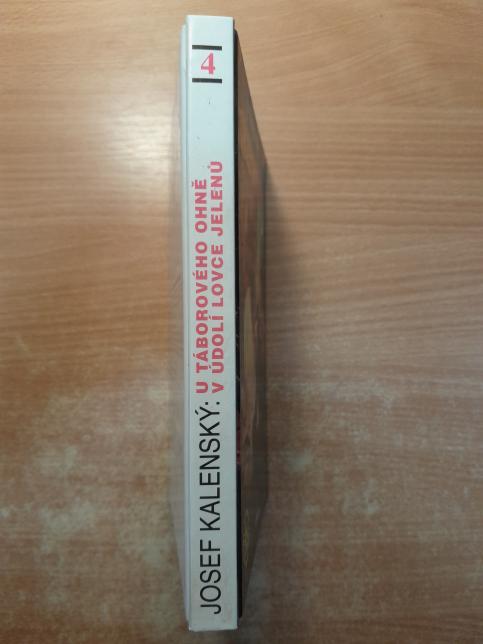 JOSEF KALENSKÝ: U TÁBOROVÉHO OHNĚ
V ÚDOLÍ LOVCE JELENŮ
4